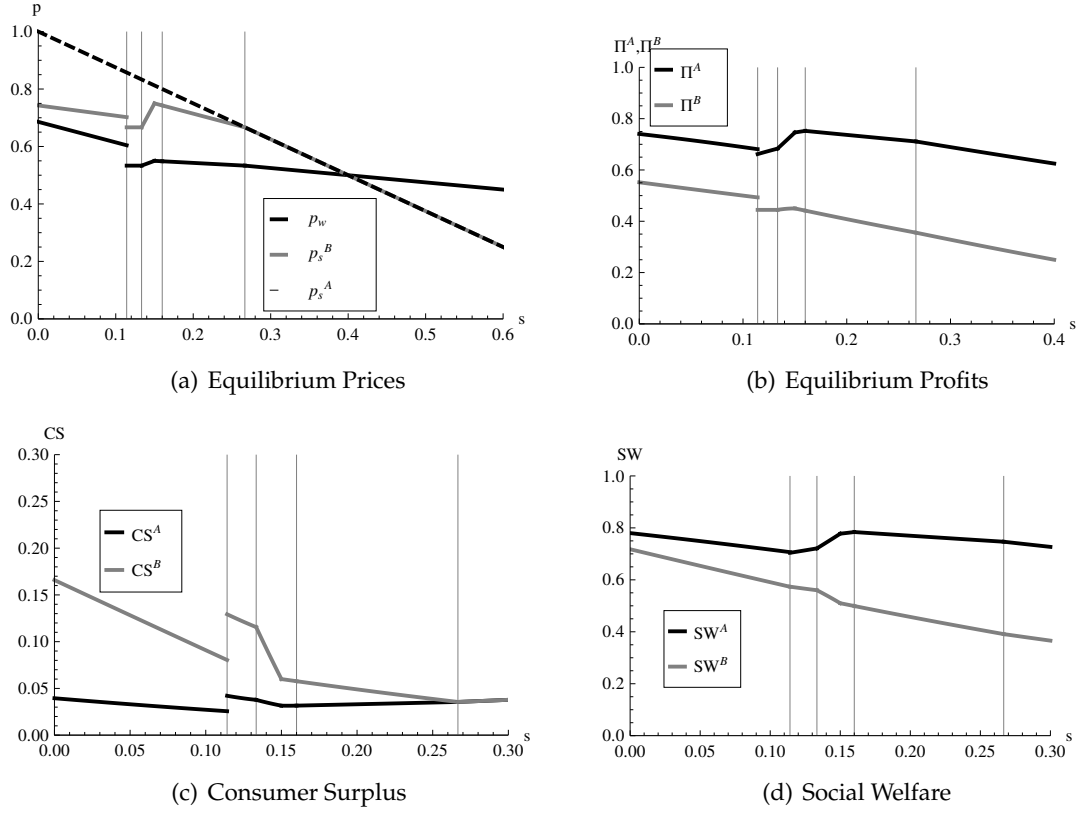 p
1.0
0.8
0.6
0.4
0.2
0.0
p_w
p_s^B
p_s^A
0.0 0.1 0.2 0.3 0.4 0.5 0.6 s
(a) Equilibrium Prices
Π^A,Π^B
1.0
0.8
0.6
0.4
0.2
0.0
Π^A
Π^B
0.0 0.1 0.2 0.3 0.4 s
(b) Equilibrium Profits
CS
0.30
0.25
0.20
0.15
0.10
0.05
0.00
CS^A
CS^B
0.00 0.05 0.10 0.15 0.20 0.25 0.30 s
(c) Consumer Surplus
SW
1.0
0.8
0.6
0.4
0.2
0.0
SW^A
SW^B
0.00 0.05 0.10 0.15 0.20 0.25 0.30 s
(d) Social Welfare